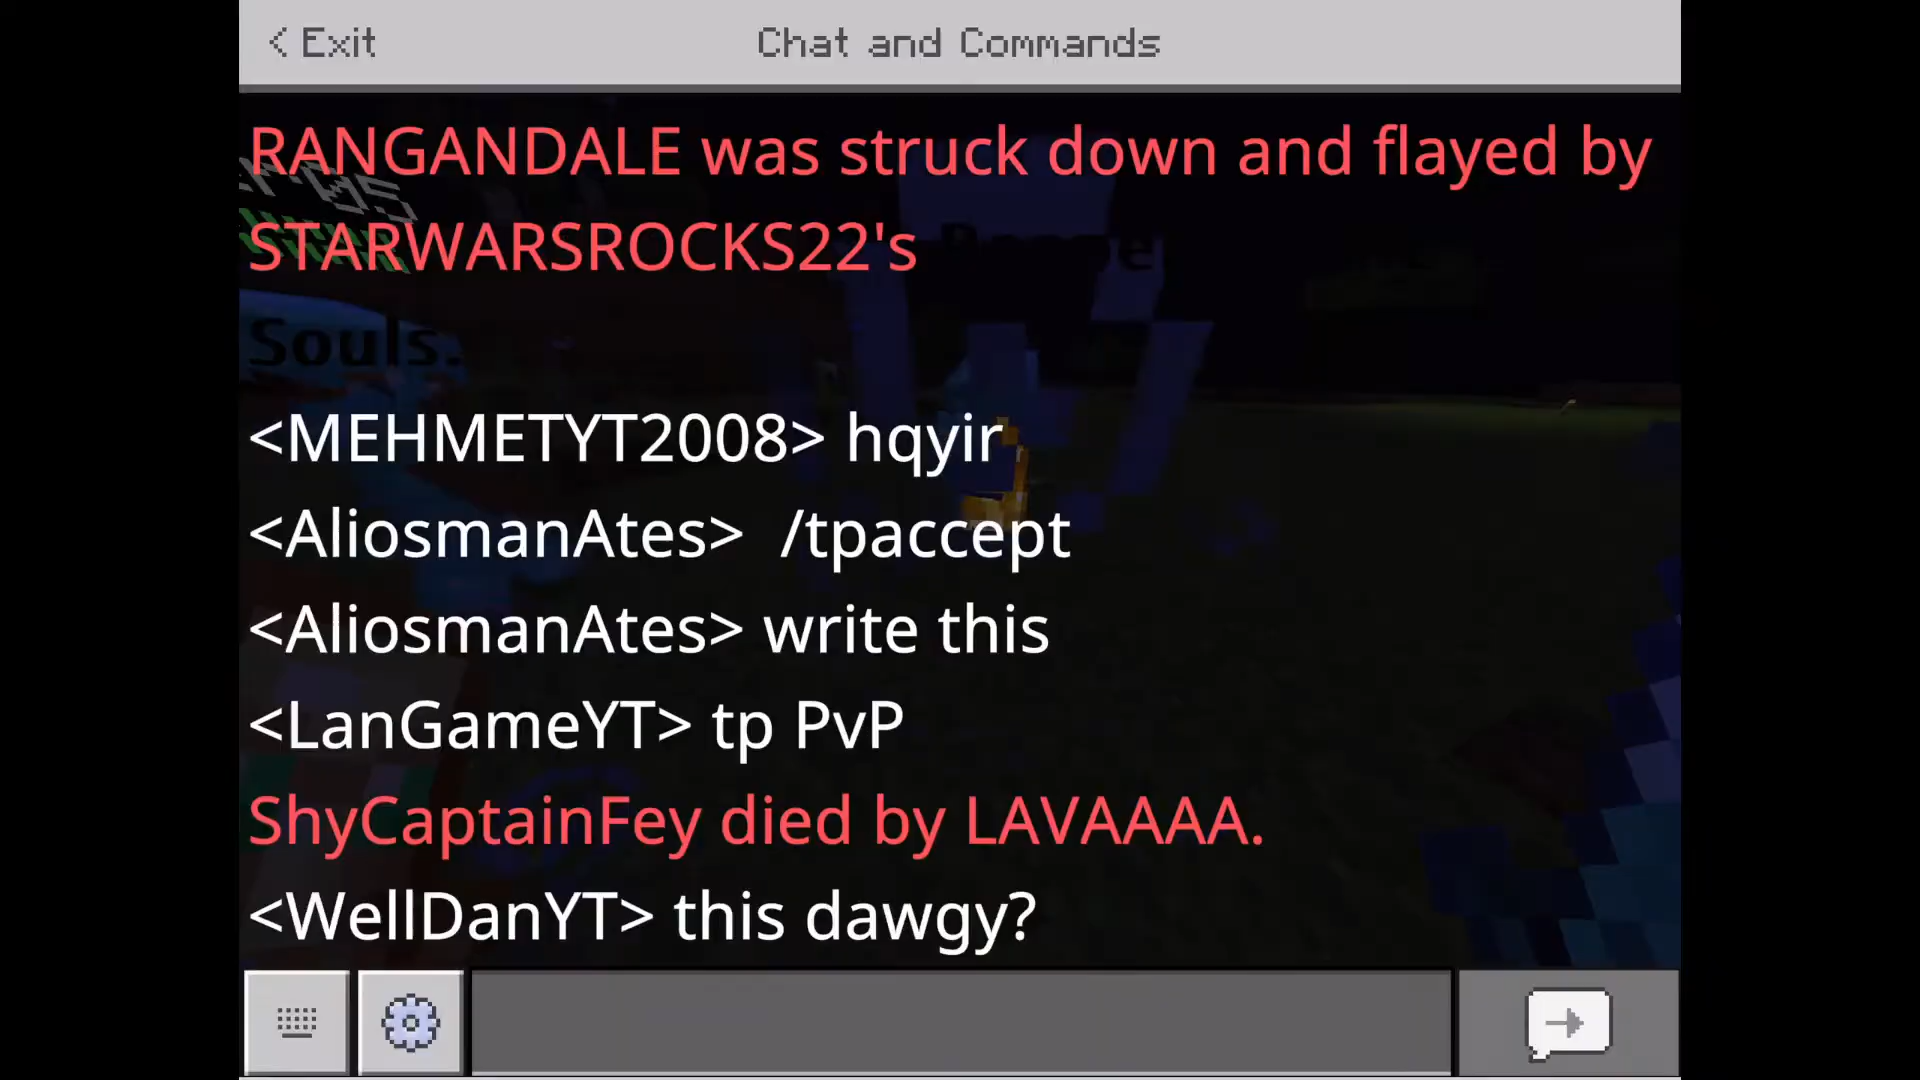 < Exit
Chat and Commands
RANGANDALE was struck down and flayed by
STARWARSROCKS22's
Souls.
<MEHMETYT2008> hqyir
<AliosmanAtes>  /tpaccept
<AliosmanAtes> write this
<LanGameYT> tp PvP
ShyCaptainFey died by LAVAAAA.
<WellDanYT> this dawgy?